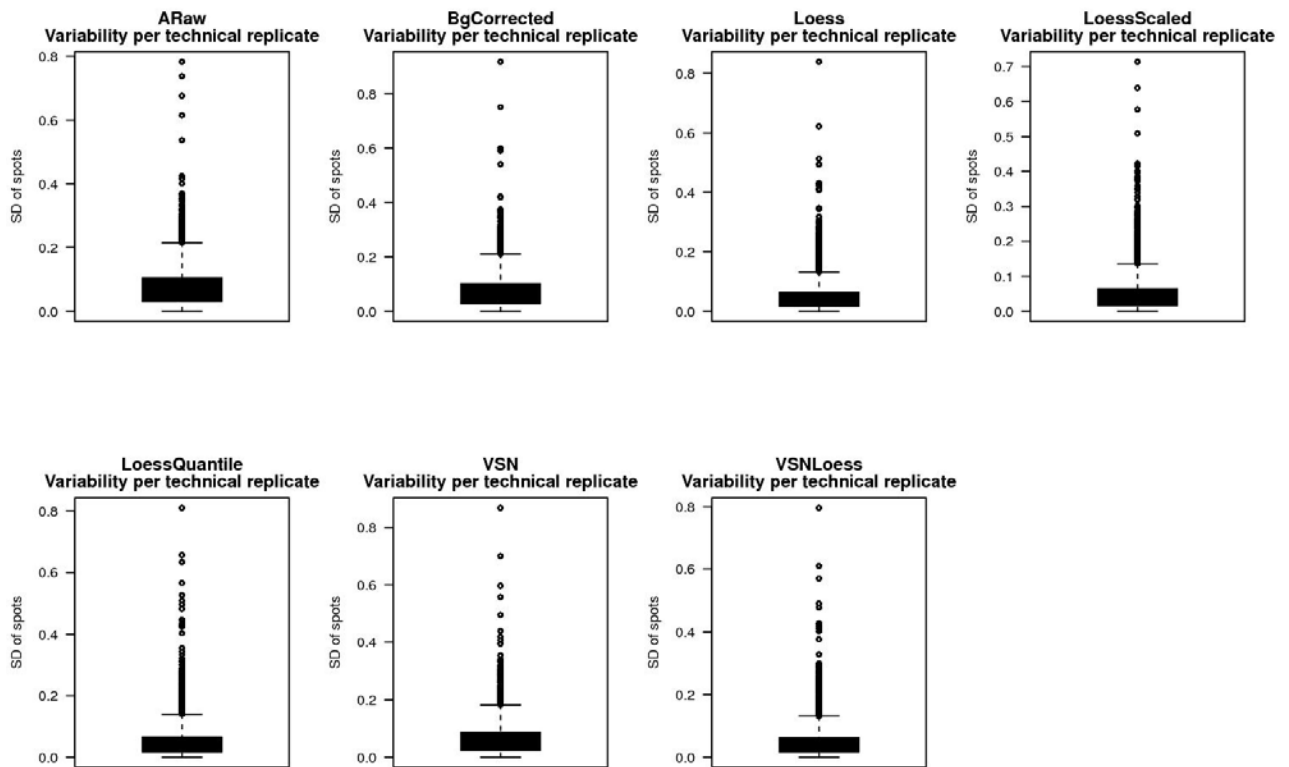 ARaw
Variability per technical replicate
SD of spots
0.8
0.6
0.4
0.2
0.0
BgCorrected
Variability per technical replicate
SD of spots
0.8
0.6
0.4
0.2
0.0
Loess
Variability per technical replicate
SD of spots
0.8
0.6
0.4
0.2
0.0
LoessScaled
Variability per technical replicate
SD of spots
0.7
0.6
0.5
0.4
0.3
0.2
0.1
0.0
LoessQuantile
Variability per technical replicate
SD of spots
0.8
0.6
0.4
0.2
0.0
VSN
Variability per technical replicate
SD of spots
0.8
0.6
0.4
0.2
0.0
VSNLoess
Variability per technical replicate
SD of spots
0.8
0.6
0.4
0.2
0.0